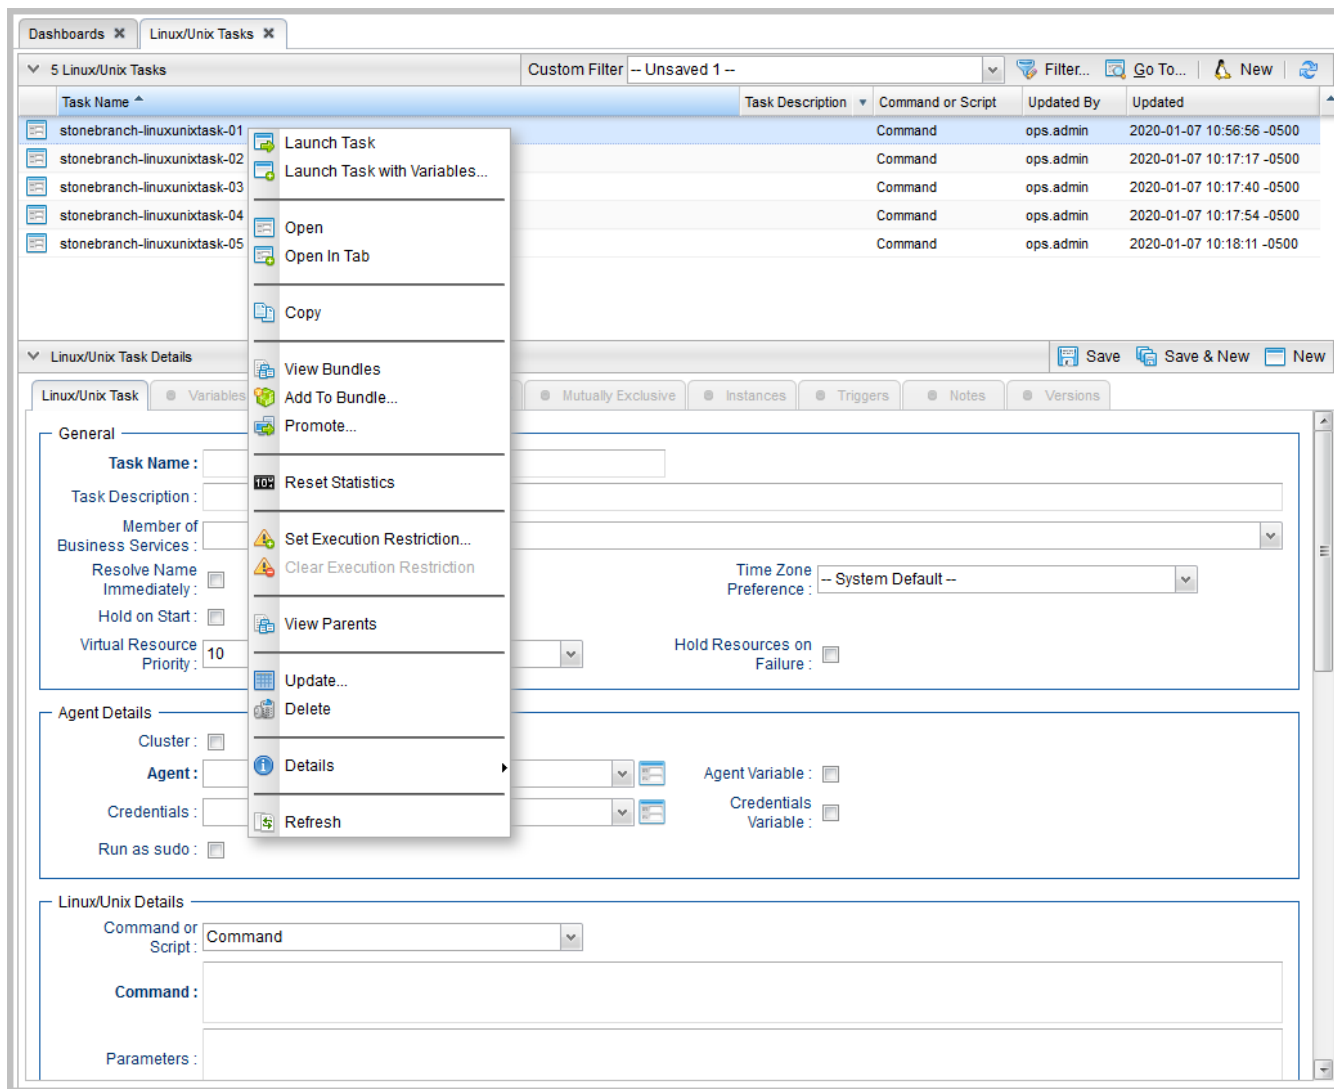 Dashboards
Linux/Unix Tasks
5 Linux/Unix Tasks
Custom Filter -- Unsaved 1 --
Filter... Go To... New
Task Name Task Description Command or Script Updated By Updated
stonebranch-linuxunixtask-01 Command ops.admin 2020-01-07 10:56:56 -0500
stonebranch-linuxunixtask-02 Command ops.admin 2020-01-07 10:17:17 -0500
stonebranch-linuxunixtask-03 Command ops.admin 2020-01-07 10:17:40 -0500
stonebranch-linuxunixtask-04 Command ops.admin 2020-01-07 10:17:54 -0500
stonebranch-linuxunixtask-05 Command ops.admin 2020-01-07 10:18:11 -0500
Launch Task
Launch Task with Variables...
Open
Open In Tab
Copy
View Bundles
Add To Bundle...
Promote...
Reset Statistics
Set Execution Restriction...
Clear Execution Restriction
View Parents
Update...
Delete
Details
Refresh
Linux/Unix Task Details
Save Save & New New
Linux/Unix Task Variables Mutually Exclusive Instances Triggers Notes Versions
General
Task Name :
Task Description :
Member of
Business Services :
Resolve Name
Immediately :
Time Zone
Preference :
-- System Default --
Hold on Start :
Virtual Resource
Priority :
10
Hold Resources on
Failure :
Agent Details
Cluster :
Agent :
Agent Variable :
Credentials :
Credentials
Variable :
Run as sudo :
Linux/Unix Details
Command or
Script :
Command
Command :
Parameters :